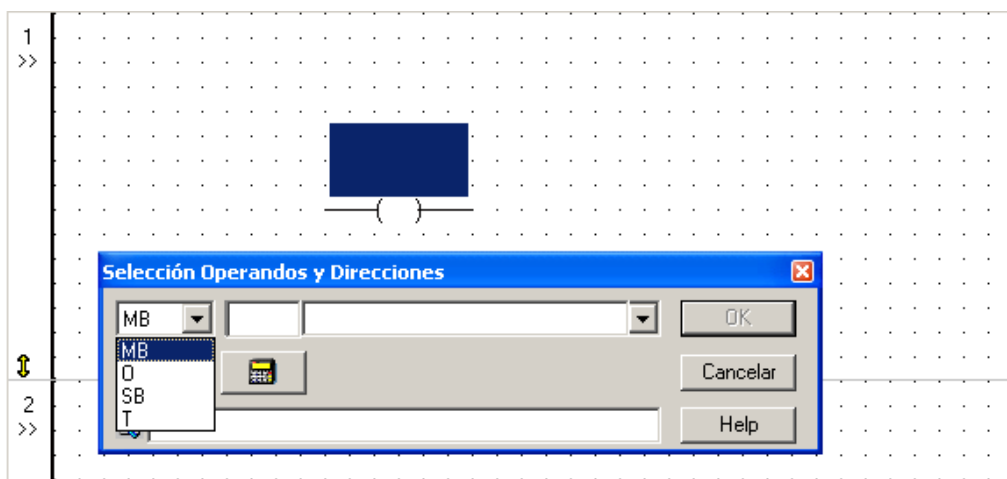 1
>>
Selección Operandos y Direcciones
MB
OK
MB
O
SB
T
Cancelar
Help
2
>>